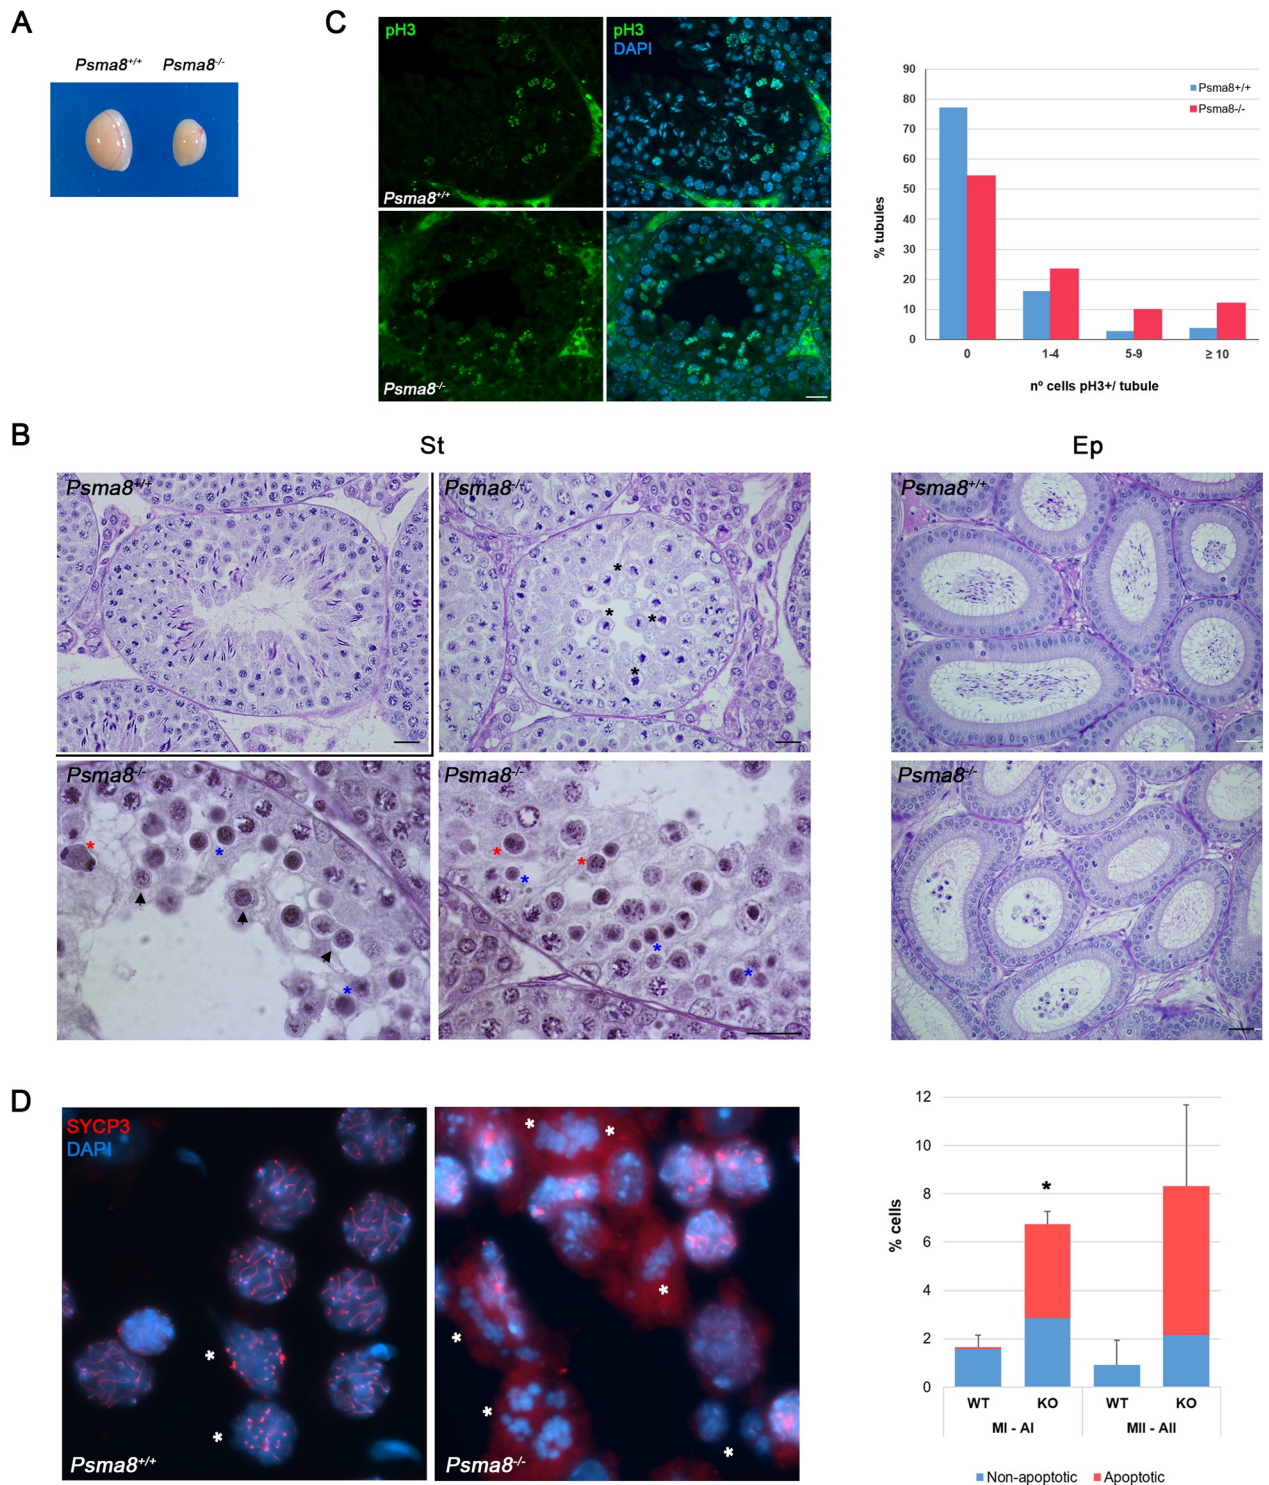 A
Psma8+/+ Psma8-/-
C
pH3
pH3
DAPI
Psma8+/+
Psma8-/-
90
80
70
60
50
40
30
20
10
0
% tubules
Psma8+/+
Psma8-/-
0 1-4 5-9 ≥ 10
nº cells pH3+/ tubule
B
St
Ep
Psma8+/+
Psma8-/-
Psma8+/+
*
*
*
*
Psma8-/-
Psma8-/-
Psma8-/-
*
*
*
*
*
*
*
*
D
SYCP3
DAPI
*
*
Psma8+/+
*
*
*
*
*
*
Psma8-/-
12
10
8
6
4
2
0
% cells
*
WT KO WT KO
MI - AI MII - AII
Non-apoptotic Apoptotic